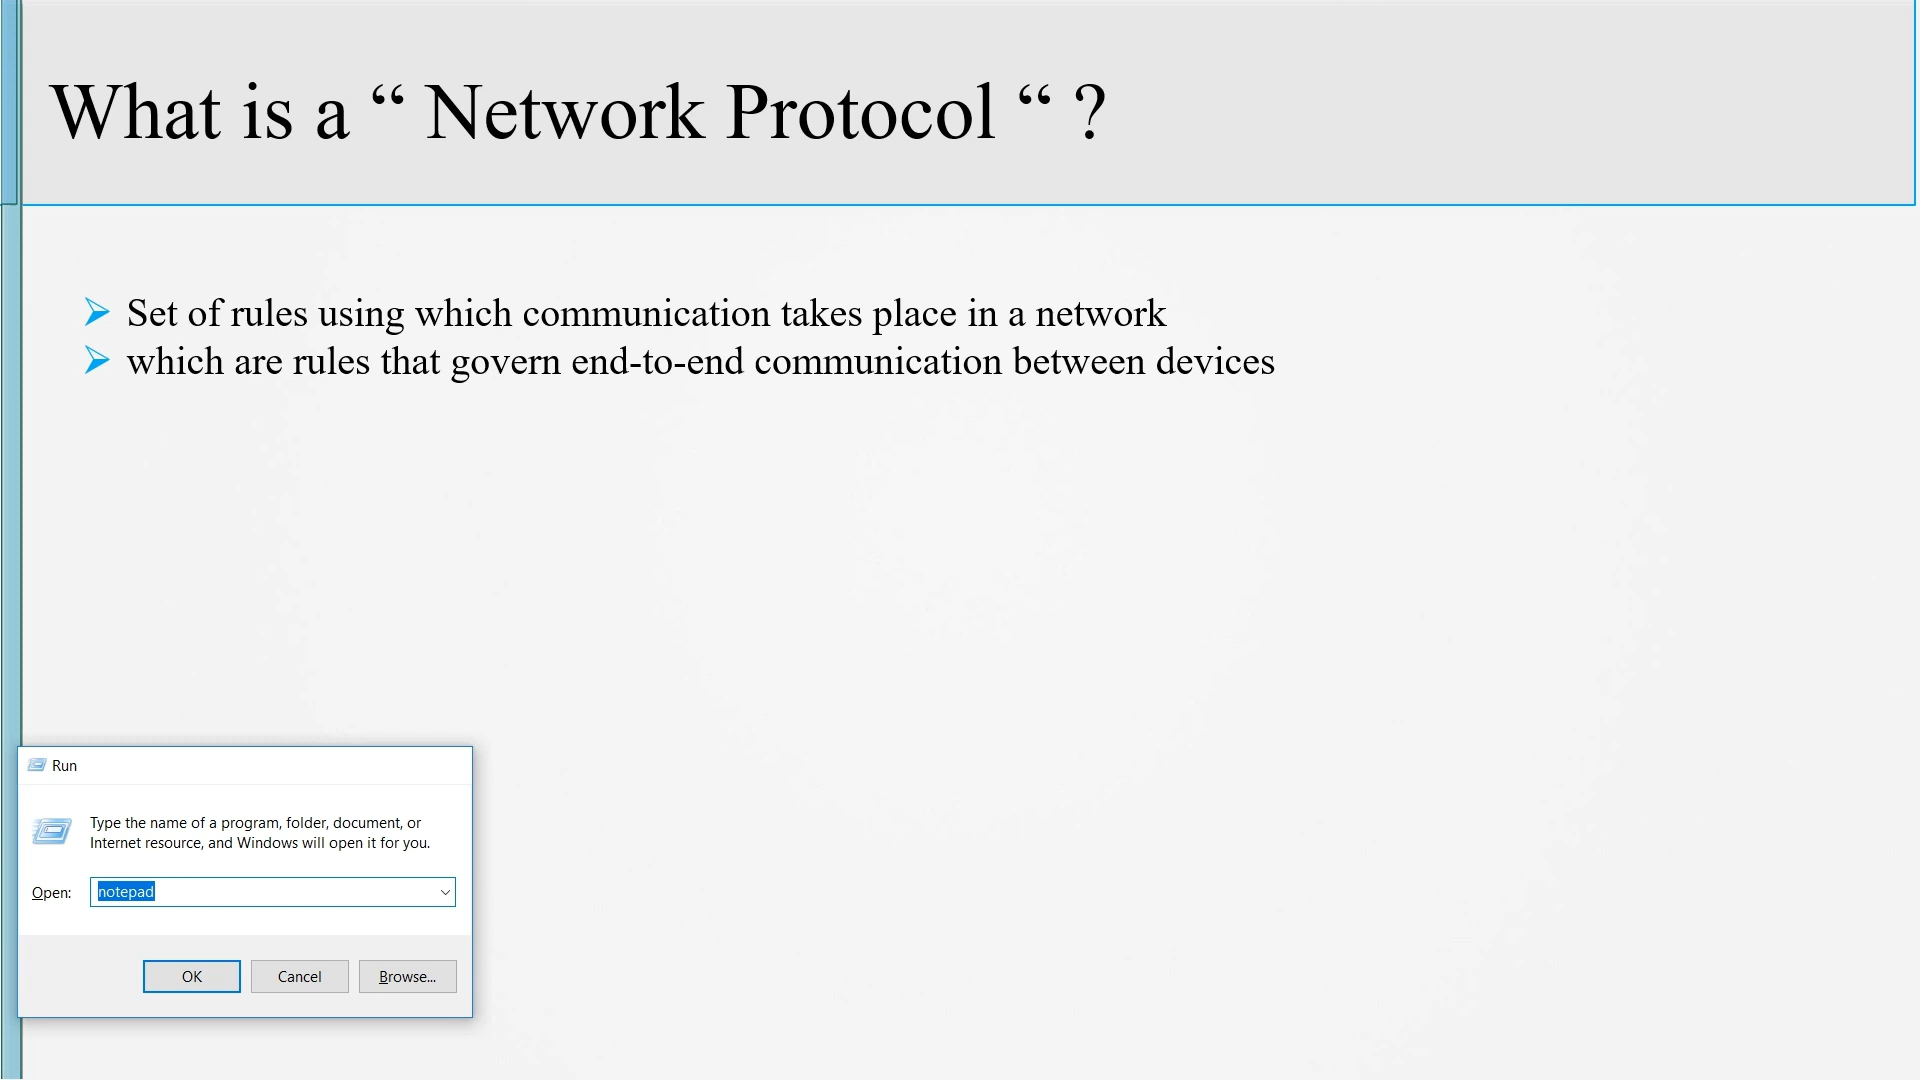 What is a “ Network Protocol “ ?
Set of rules using which communication takes place in a network
which are rules that govern end-to-end communication between devices
Run
Type the name of a program, folder, document, or
Internet resource, and Windows will open it for you.
Open: notepad
OK Cancel Browse...